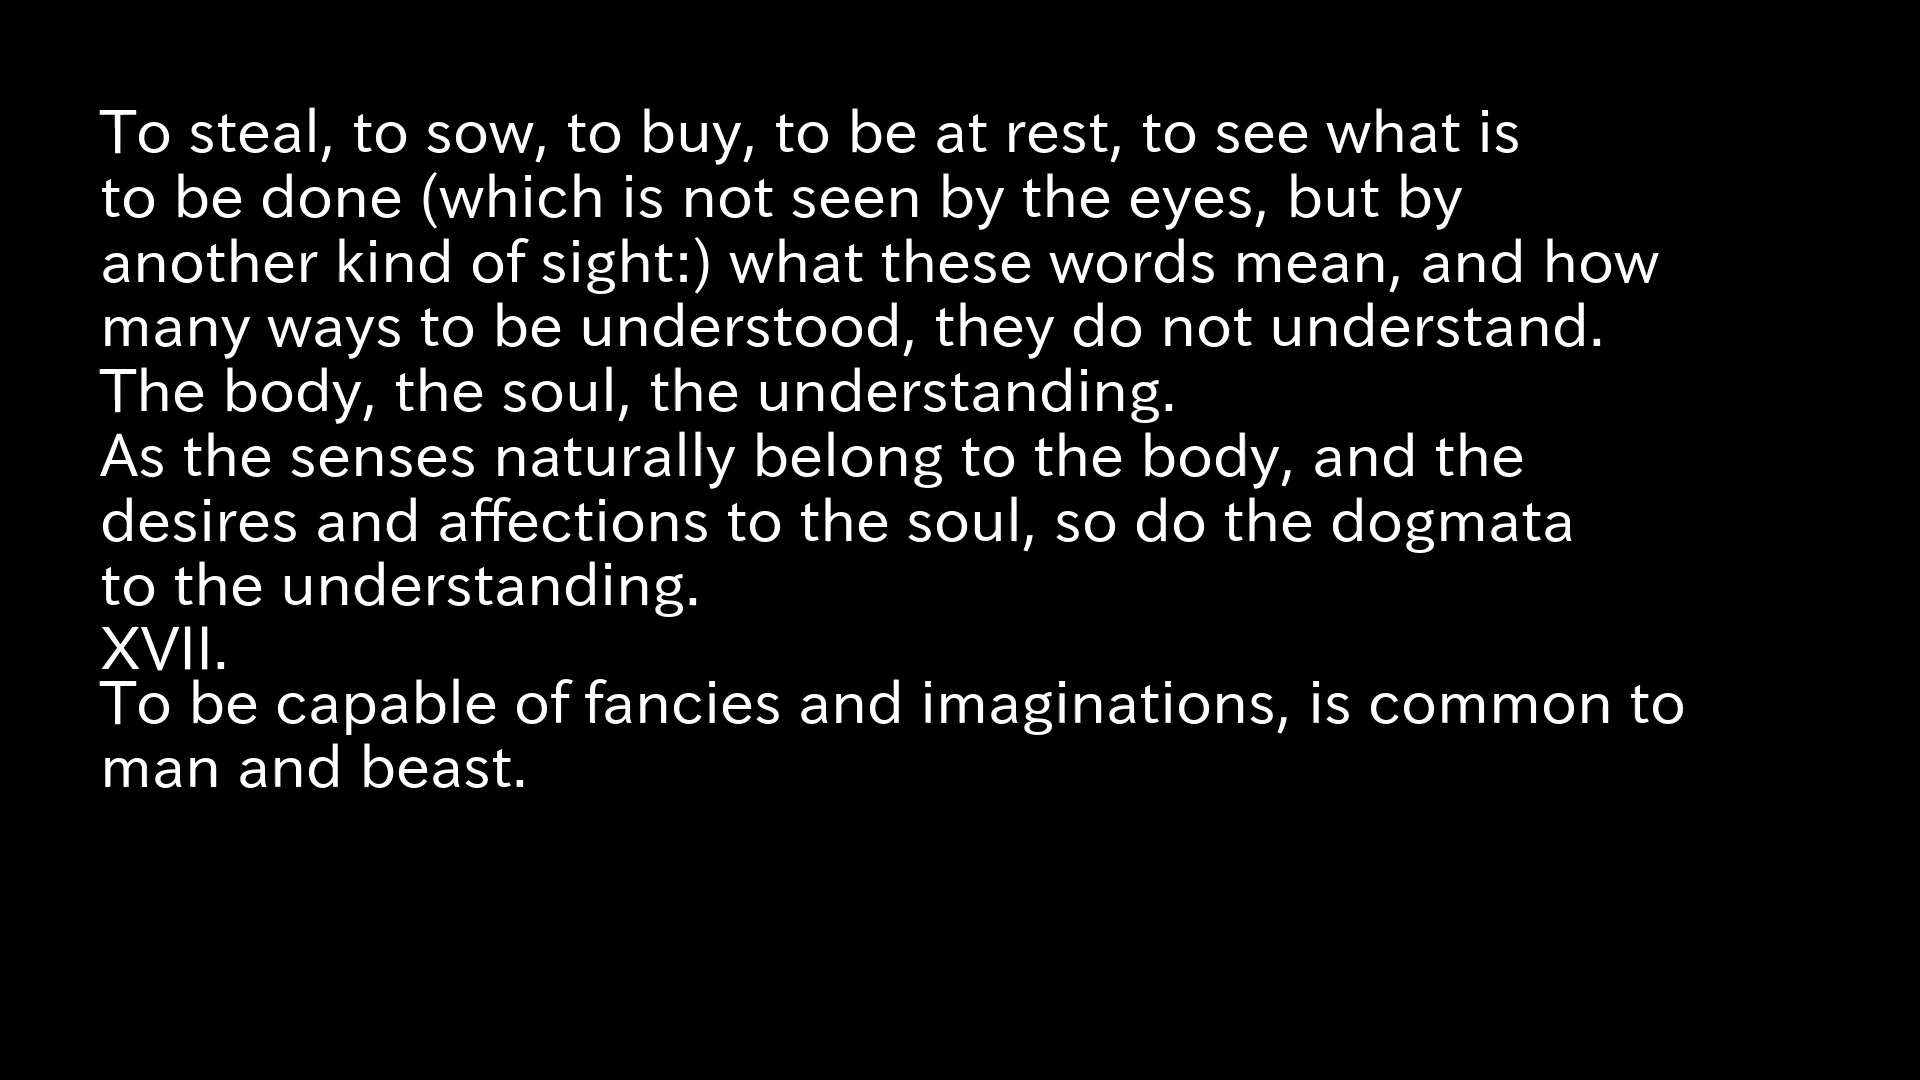 To steal, to sow, to buy, to be at rest, to see what is
to be done (which is not seen by the eyes, but by
another kind of sight:) what these words mean, and how
many ways to be understood, they do not understand.
The body, the soul, the understanding.
As the senses naturally belong to the body, and the
desires and affections to the soul, so do the dogmata
to the understanding.
XVII.
To be capable of fancies and imaginations, is common to
man and beast.